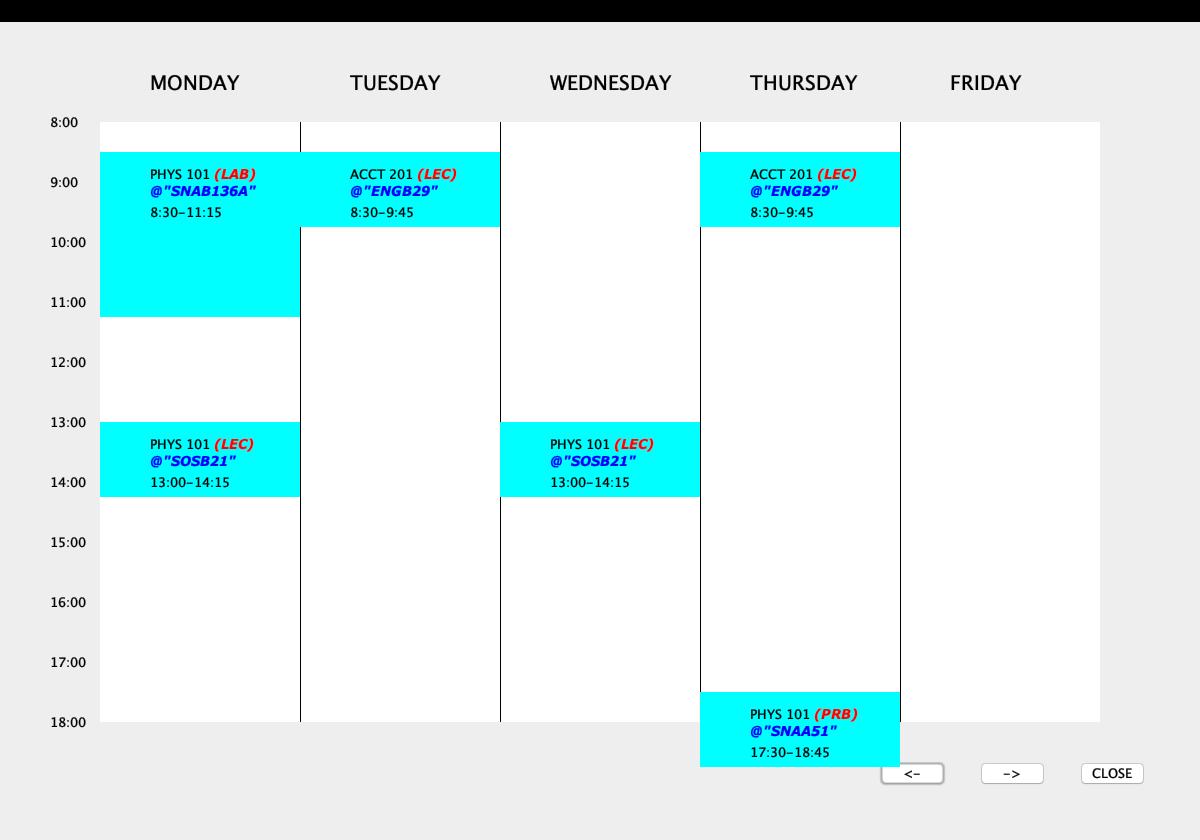 MONDAY TUESDAY WEDNESDAY THURSDAY FRIDAY
8:00
PHYS 101 (LAB) ACCT 201 (LEC) ACCT 201 (LEC)
9:00 @"SNAB136A" @"ENGB29" @"ENGB29"
8:30-11:15 8:30-9:45 8:30-9:45
10:00
11:00
12:00
13:00
PHYS 101 (LEC) PHYS 101 (LEC)
@"SOSB21" @"SOSB21"
14:00 13:00-14:15 13:00-14:15
15:00
16:00
17:00
18:00 PHYS 101 (PRB)
@"SNAA51"
17:30-18:45
<- -> CLOSE